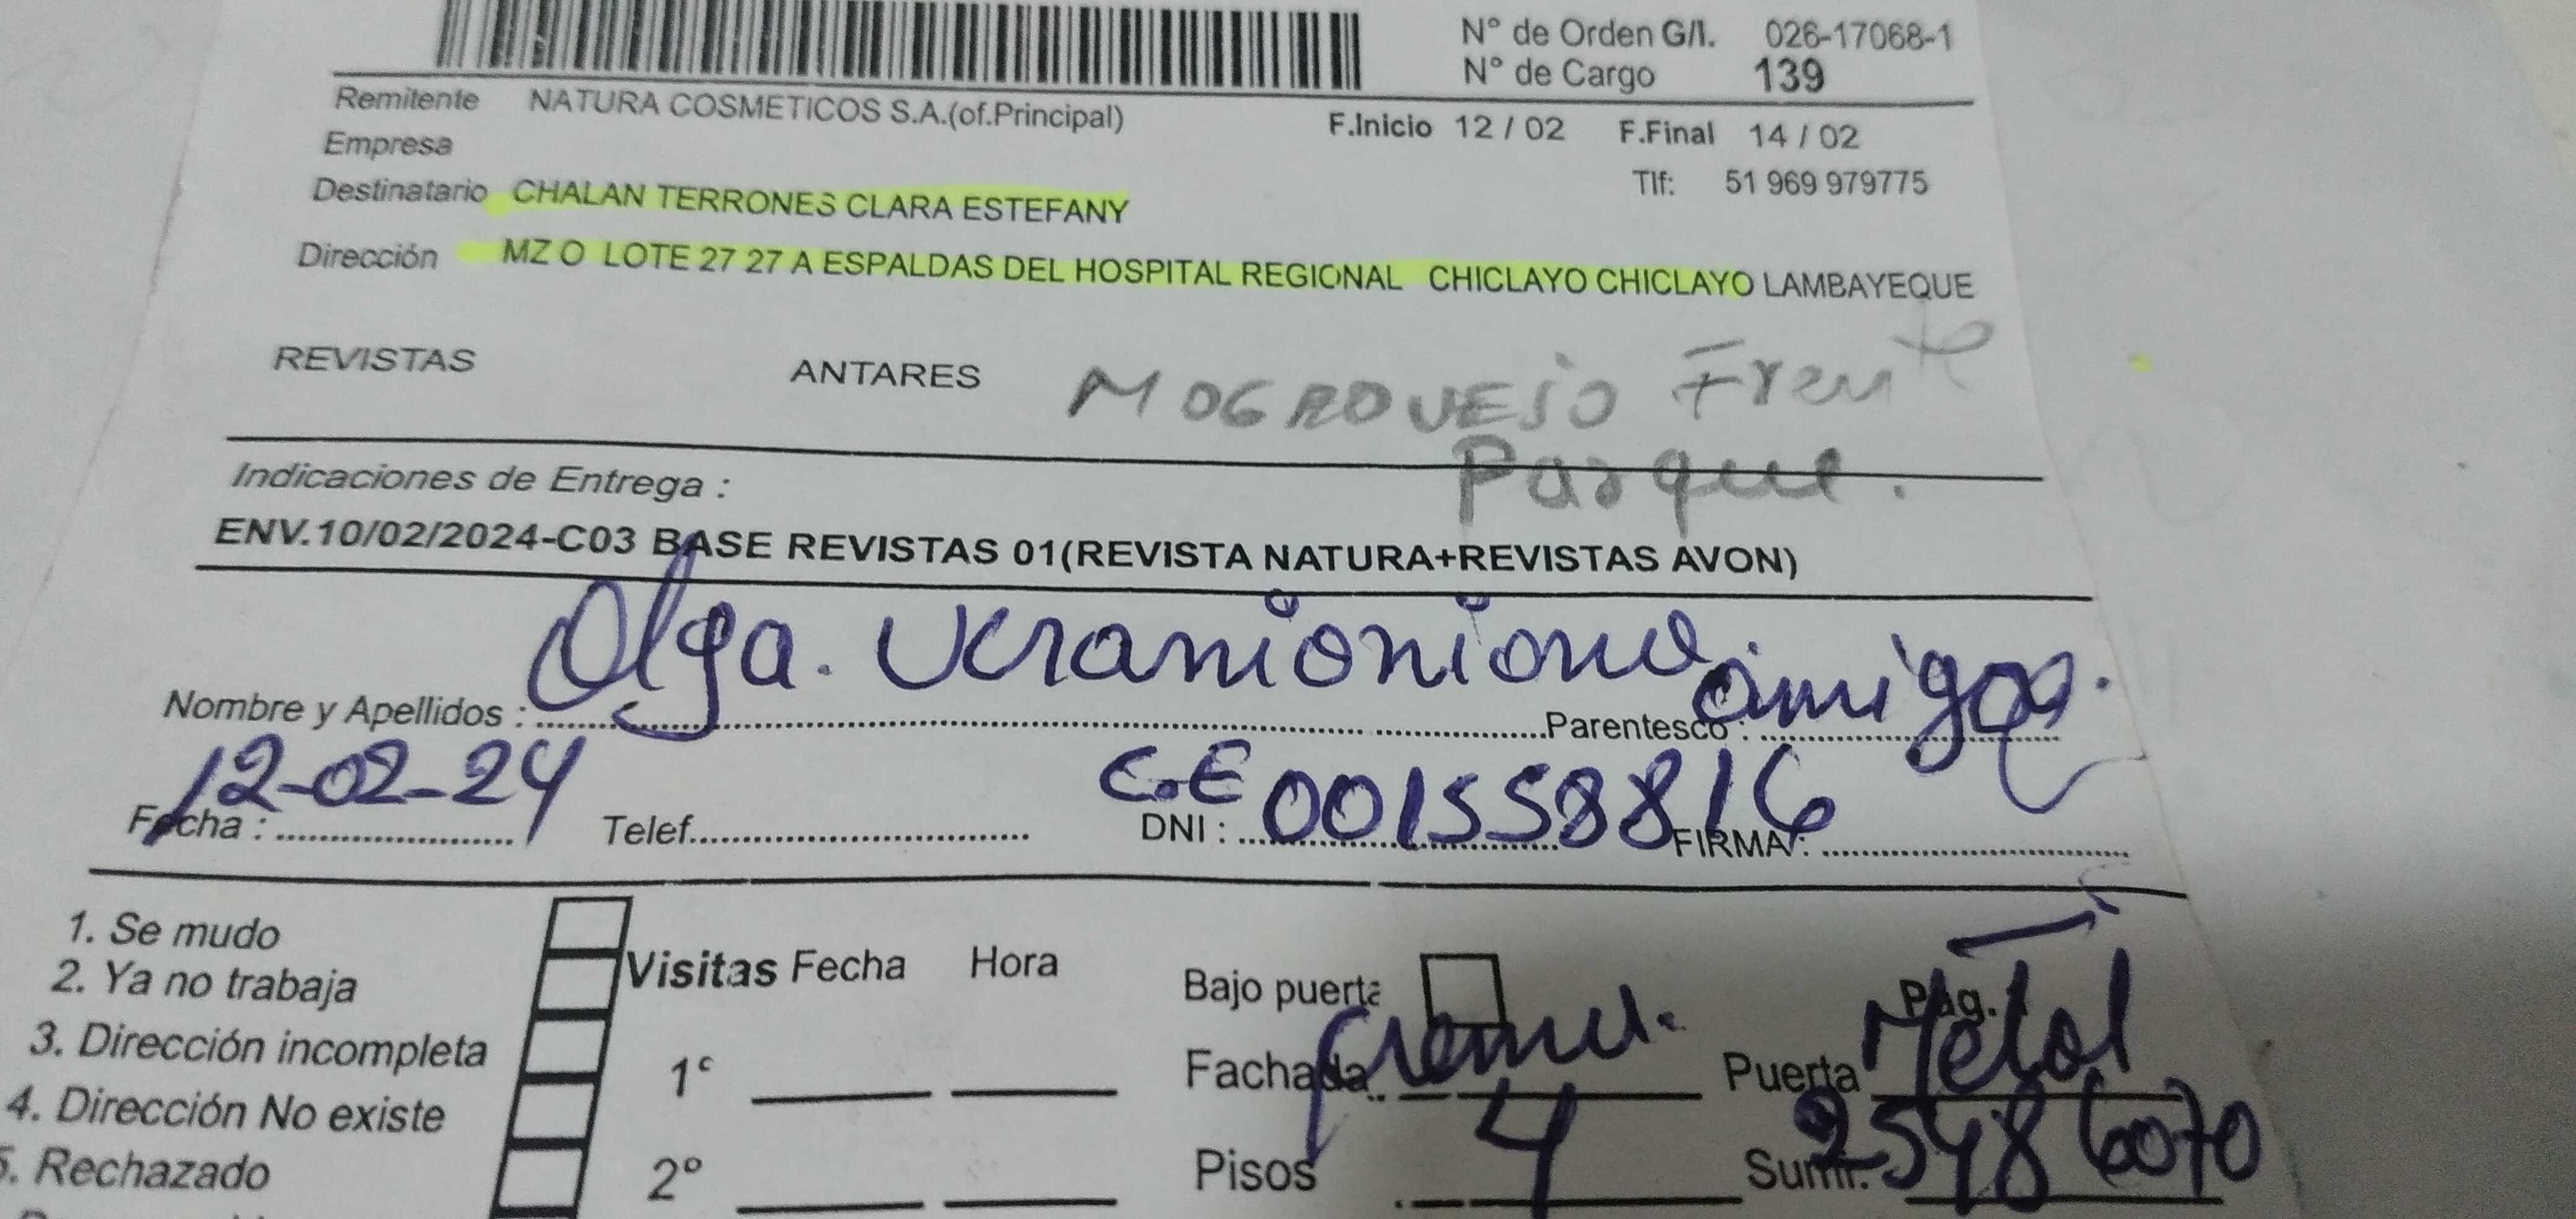 N° de Orden G/I. 026-17068-1
N° de Cargo 139
Remitente NATURA COSMETICOS S.A.(of.Principal)
F.Inicio 12 / 02 F.Final 14 / 02
Empresa
Tlf: 51 969 979775
Destinatario CHALAN TERRONES CLARA ESTEFANY
Dirección MZ O LOTE 27 27 A ESPALDAS DEL HOSPITAL REGIONAL CHICLAYO CHICLAYO LAMBAYEQUE
REVISTAS ANTARES MOGROVEJO Frente
Parque.
Indicaciones de Entrega :
ENV.10/02/2024-C03 BASE REVISTAS 01(REVISTA NATURA+REVISTAS AVON)
Nombre y Apellidos : Olga. Parentesco : amiga.
Fecha : 12-02-24 Telef. DNI : C.E 001558816 FIRMA :
1. Se mudo
2. Ya no trabaja
3. Dirección incompleta
4. Dirección No existe
5. Rechazado
Visitas Fecha Hora
1°
2°
Bajo puerta Pág.
Fachada crema. Puerta Metal
Pisos 4 Sumi. 25486070